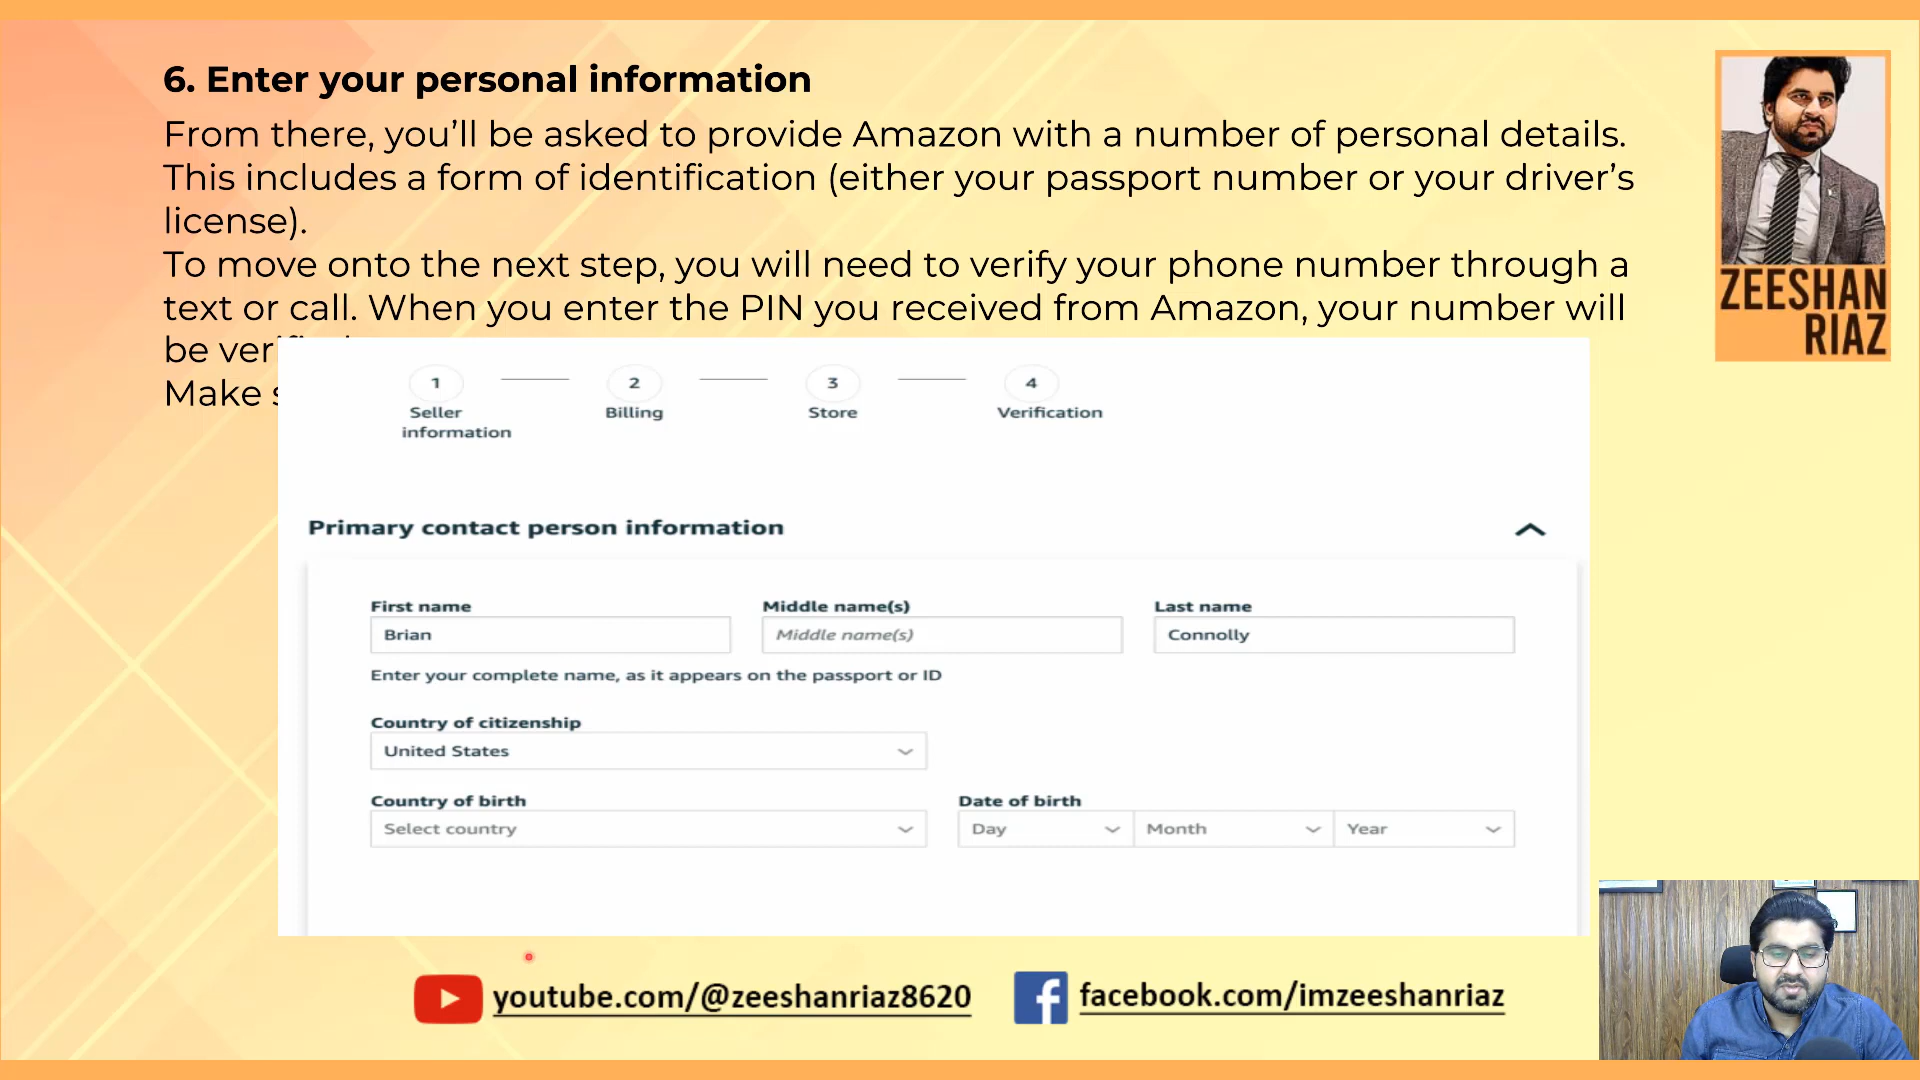 6. Enter your personal information
From there, you’ll be asked to provide Amazon with a number of personal details.
This includes a form of identification (either your passport number or your driver’s
license).
To move onto the next step, you will need to verify your phone number through a
text or call. When you enter the PIN you received from Amazon, your number will
be
Make
ZEESHAN
RIAZ
1 2 3 4
Seller information
Billing
Store
Verification
Primary contact person information
First name Middle name(s) Last name
Brian Middle name(s) Connolly
Enter your complete name, as it appears on the passport or ID
Country of citizenship
United States
Country of birth Date of birth
Select country Day Month Year
youtube.com/@zeeshanriaz8620 facebook.com/imzeeshanriaz